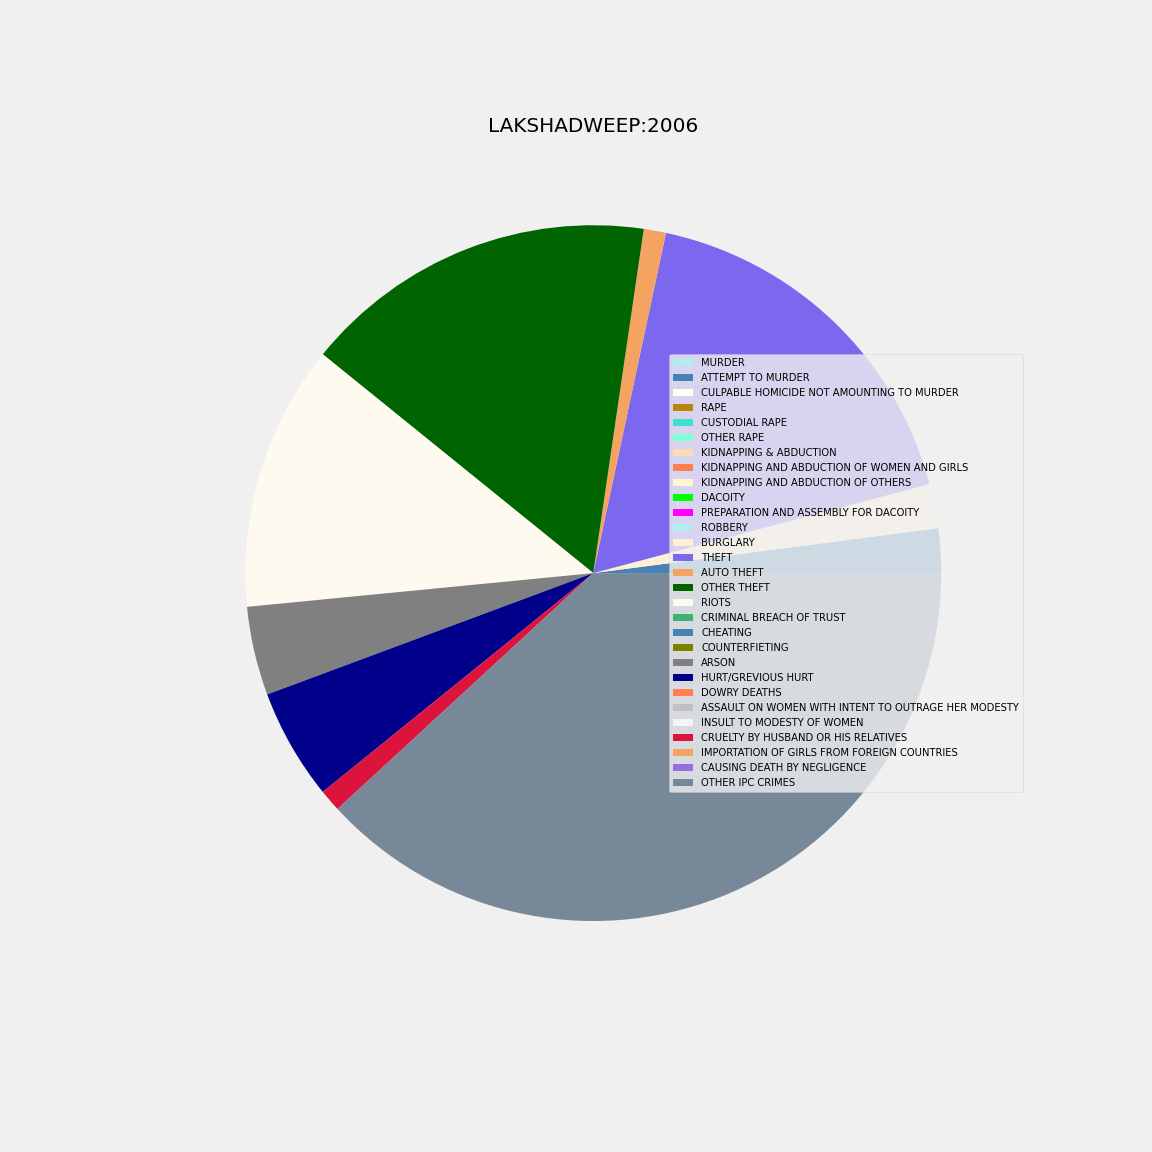 LAKSHADWEEP:2006
MURDER
ATTEMPT TO MURDER
CULPABLE HOMICIDE NOT AMOUNTING TO MURDER
RAPE
CUSTODIAL RAPE
OTHER RAPE
KIDNAPPING & ABDUCTION
KIDNAPPING AND ABDUCTION OF WOMEN AND GIRLS
KIDNAPPING AND ABDUCTION OF OTHERS
DACOITY
PREPARATION AND ASSEMBLY FOR DACOITY
ROBBERY
BURGLARY
THEFT
AUTO THEFT
OTHER THEFT
RIOTS
CRIMINAL BREACH OF TRUST
CHEATING
COUNTERFIETING
ARSON
HURT/GREVIOUS HURT
DOWRY DEATHS
ASSAULT ON WOMEN WITH INTENT TO OUTRAGE HER MODESTY
INSULT TO MODESTY OF WOMEN
CRUELTY BY HUSBAND OR HIS RELATIVES
IMPORTATION OF GIRLS FROM FOREIGN COUNTRIES
CAUSING DEATH BY NEGLIGENCE
OTHER IPC CRIMES